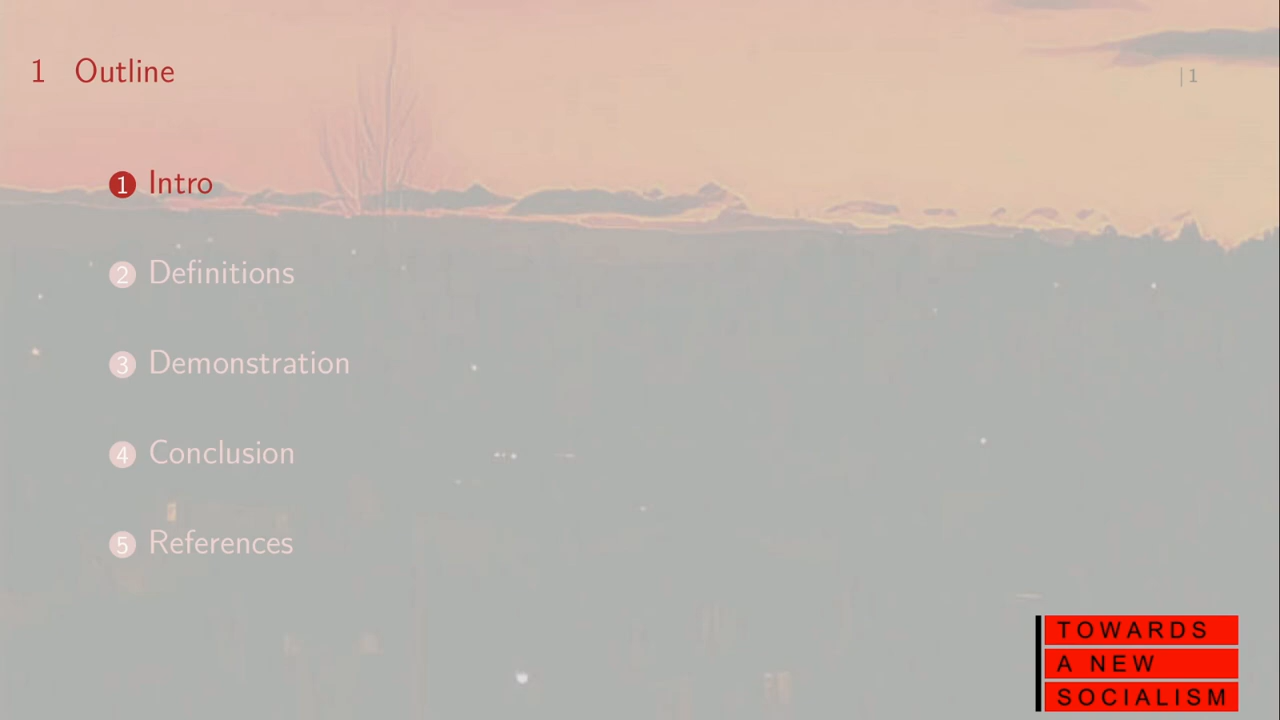 1 Outline
| 1
1 Intro
2 Definitions
3 Demonstration
4 Conclusion
5 References
TOWARDS
A NEW
SOCIALISM